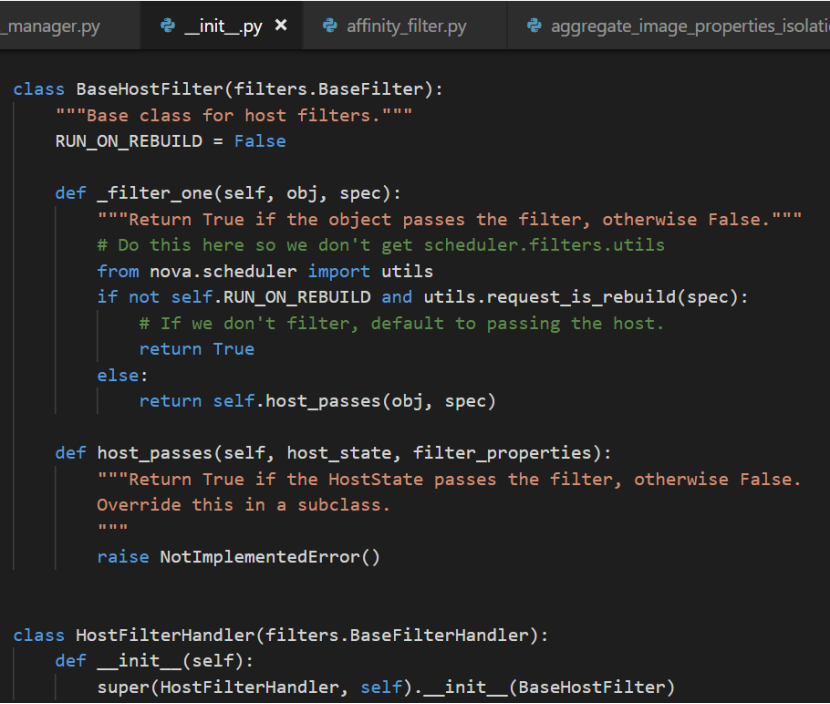 _manager.py    __init__.py ×    affinity_filter.py    aggregate_image_properties_isolati
class BaseHostFilter(filters.BaseFilter):
    """Base class for host filters."""
    RUN_ON_REBUILD = False

    def _filter_one(self, obj, spec):
        """Return True if the object passes the filter, otherwise False."""
        # Do this here so we don't get scheduler.filters.utils
        from nova.scheduler import utils
        if not self.RUN_ON_REBUILD and utils.request_is_rebuild(spec):
            # If we don't filter, default to passing the host.
            return True
        else:
            return self.host_passes(obj, spec)

    def host_passes(self, host_state, filter_properties):
        """Return True if the HostState passes the filter, otherwise False.
        Override this in a subclass.
        """
        raise NotImplementedError()


class HostFilterHandler(filters.BaseFilterHandler):
    def __init__(self):
        super(HostFilterHandler, self).__init__(BaseHostFilter)